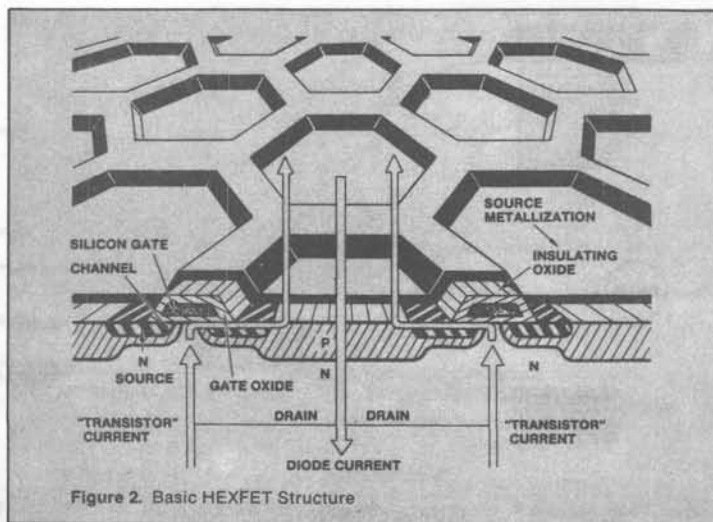 SOURCE
METALLIZATION
SILICON GATE
CHANNEL
INSULATING
OXIDE
P
N
N
SOURCE
GATE OXIDE
N
"TRANSISTOR"
CURRENT
DRAIN
DRAIN
"TRANSISTOR"
CURRENT
DIODE CURRENT
Figure 2. Basic HEXFET Structure